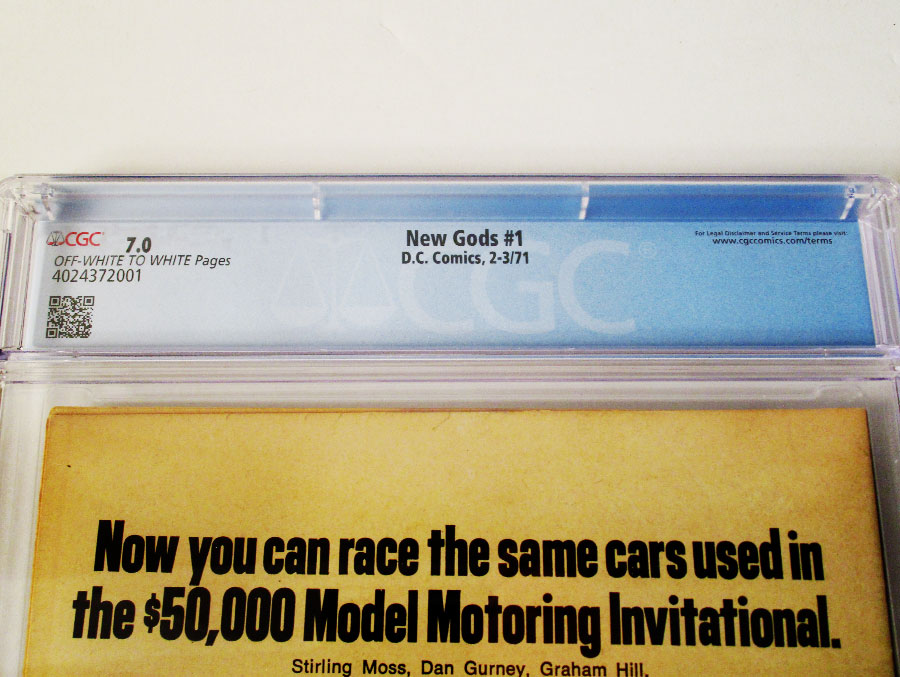 CGC 7.0
OFF-WHITE TO WHITE Pages
4024372001
New Gods #1
D.C. Comics, 2-3/71
For Legal Disclaimer and Service Terms please visit:
www.cgccomics.com/terms
CGC
Now you can race the same cars used in
the $50,000 Model Motoring Invitational.
Stirling Moss, Dan Gurney, Graham Hill,